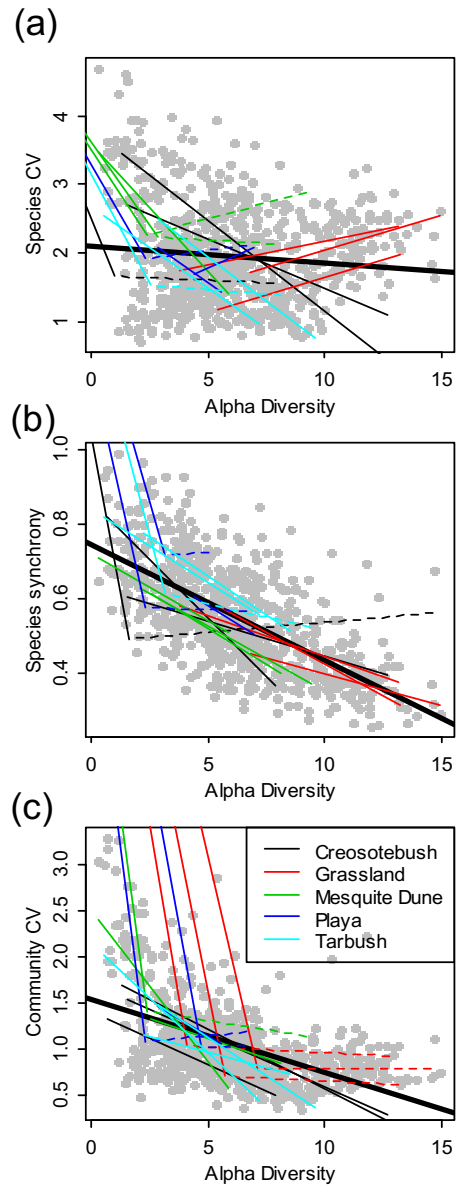 (a)
Species CV
4
3
2
1
0 5 10 15
Alpha Diversity
(b)
Species synchrony
1.0
0.8
0.6
0.4
0 5 10 15
Alpha Diversity
(c)
Community CV
3.0
2.5
2.0
1.5
1.0
0.5
Creosotebush
Grassland
Mesquite Dune
Playa
Tarbush
0 5 10 15
Alpha Diversity